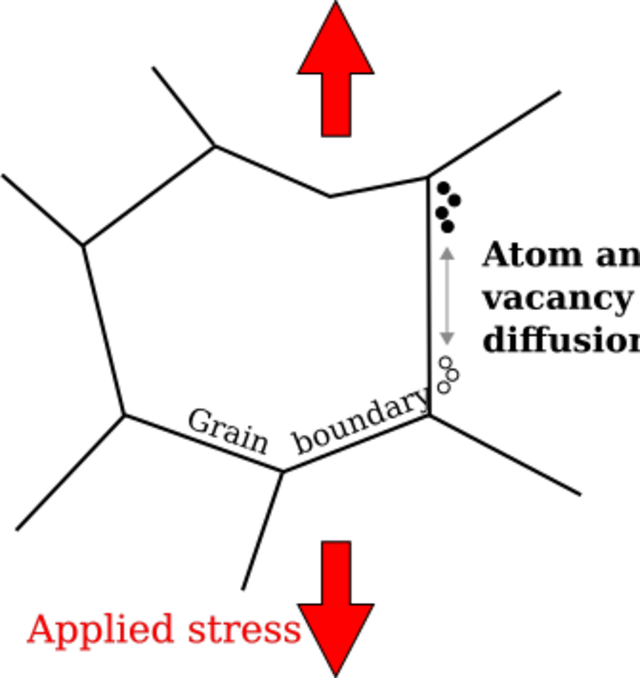 Atom an
vacancy
diffusion
Grain boundary
Applied stress